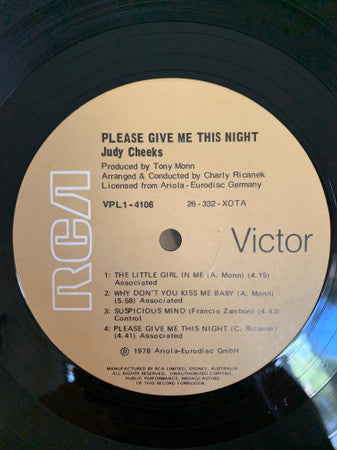 PLEASE GIVE ME THIS NIGHT
Judy Cheeks
Produced by Tony Monn
Arranged & Conducted by Charly Ricanek
Licensed from Ariola-Eurodisc Germany
VPL1-4106 26-332-XOTA
RCA Victor
1: THE LITTLE GIRL IN ME (A. Monn) (4.15)
Associated
2: WHY DON'T YOU KISS ME BABY (A. Monn)
(5.58) Associated
3: SUSPICIOUS MIND (Francis Zambon) (4.43)
Control
4: PLEASE GIVE ME THIS NIGHT (C. Ricanek)
(4.41) Associated
Ⓟ 1978 Ariola-Eurodisc GmbH
MANUFACTURED BY RCA LIMITED, SYDNEY, AUSTRALIA.
ALL RIGHTS RESERVED. UNAUTHORIZED COPYING,
PUBLIC PERFORMANCE, BROADCASTING
OF THIS RECORD FORBIDDEN.